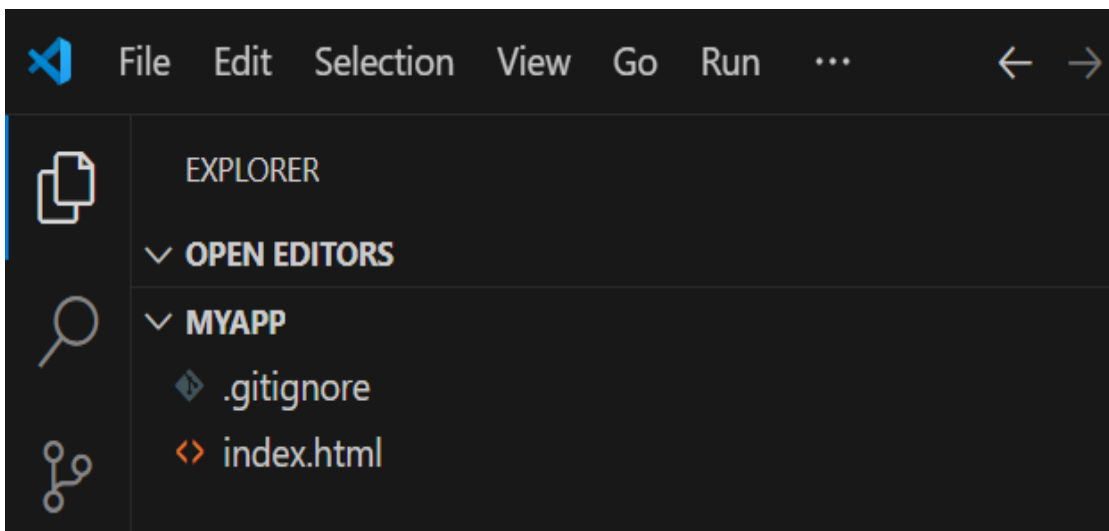 File Edit Selection View Go Run ...
EXPLORER
OPEN EDITORS
MYAPP
.gitignore
index.html